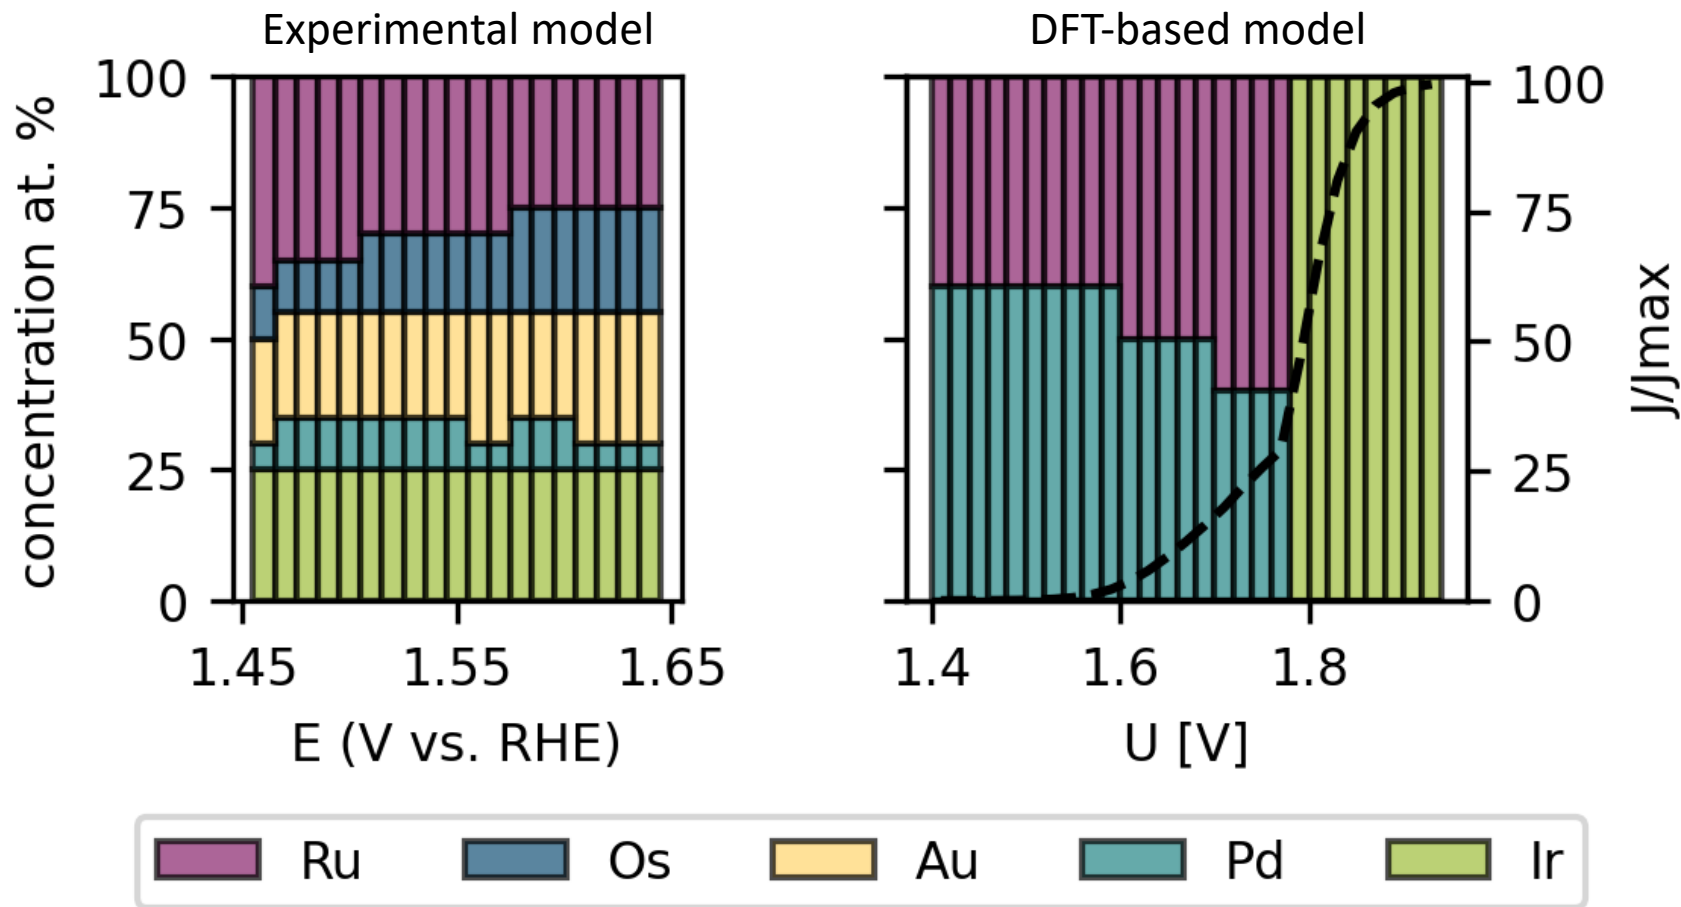 Experimental model
DFT-based model
concentration at. %
100
75
50
25
0
1.45
1.55
1.65
E (V vs. RHE)
100
75
50
25
0
J/Jmax
1.4
1.6
1.8
U [V]
Ru
Os
Au
Pd
Ir